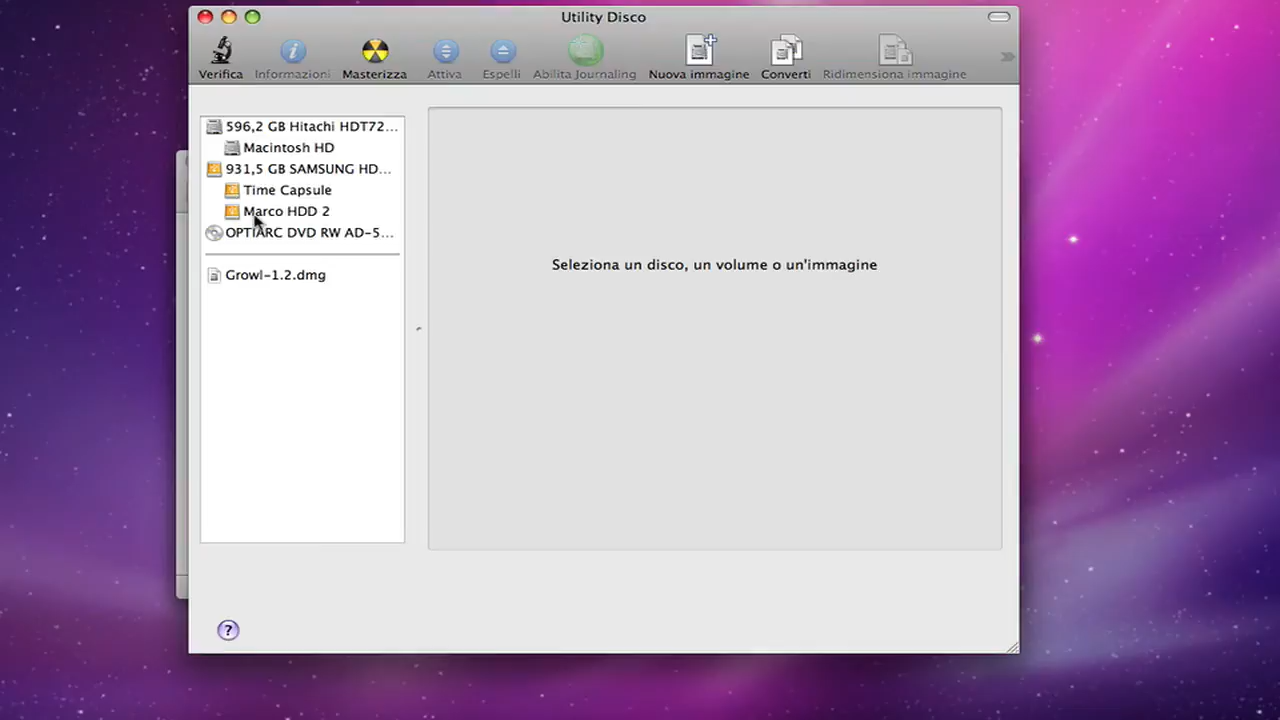 Utility Disco
Verifica Informazioni Masterizza Attiva Espelli Abilita Journaling Nuova immagine Converti Ridimensiona immagine
596,2 GB Hitachi HDT72...
Macintosh HD
931,5 GB SAMSUNG HD...
Time Capsule
Marco HDD 2
OPTIARC DVD RW AD-5...
Growl-1.2.dmg
Seleziona un disco, un volume o un'immagine
?